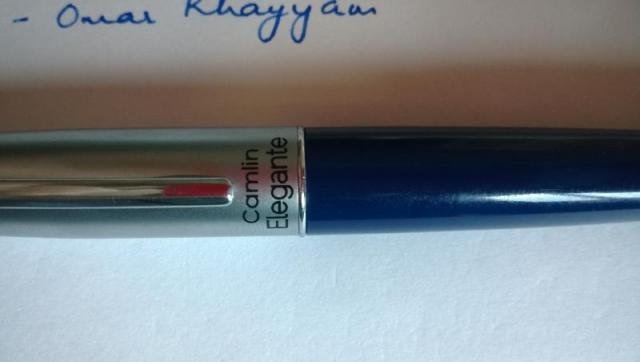 - Omar Khayyam
Camlin
Elegante